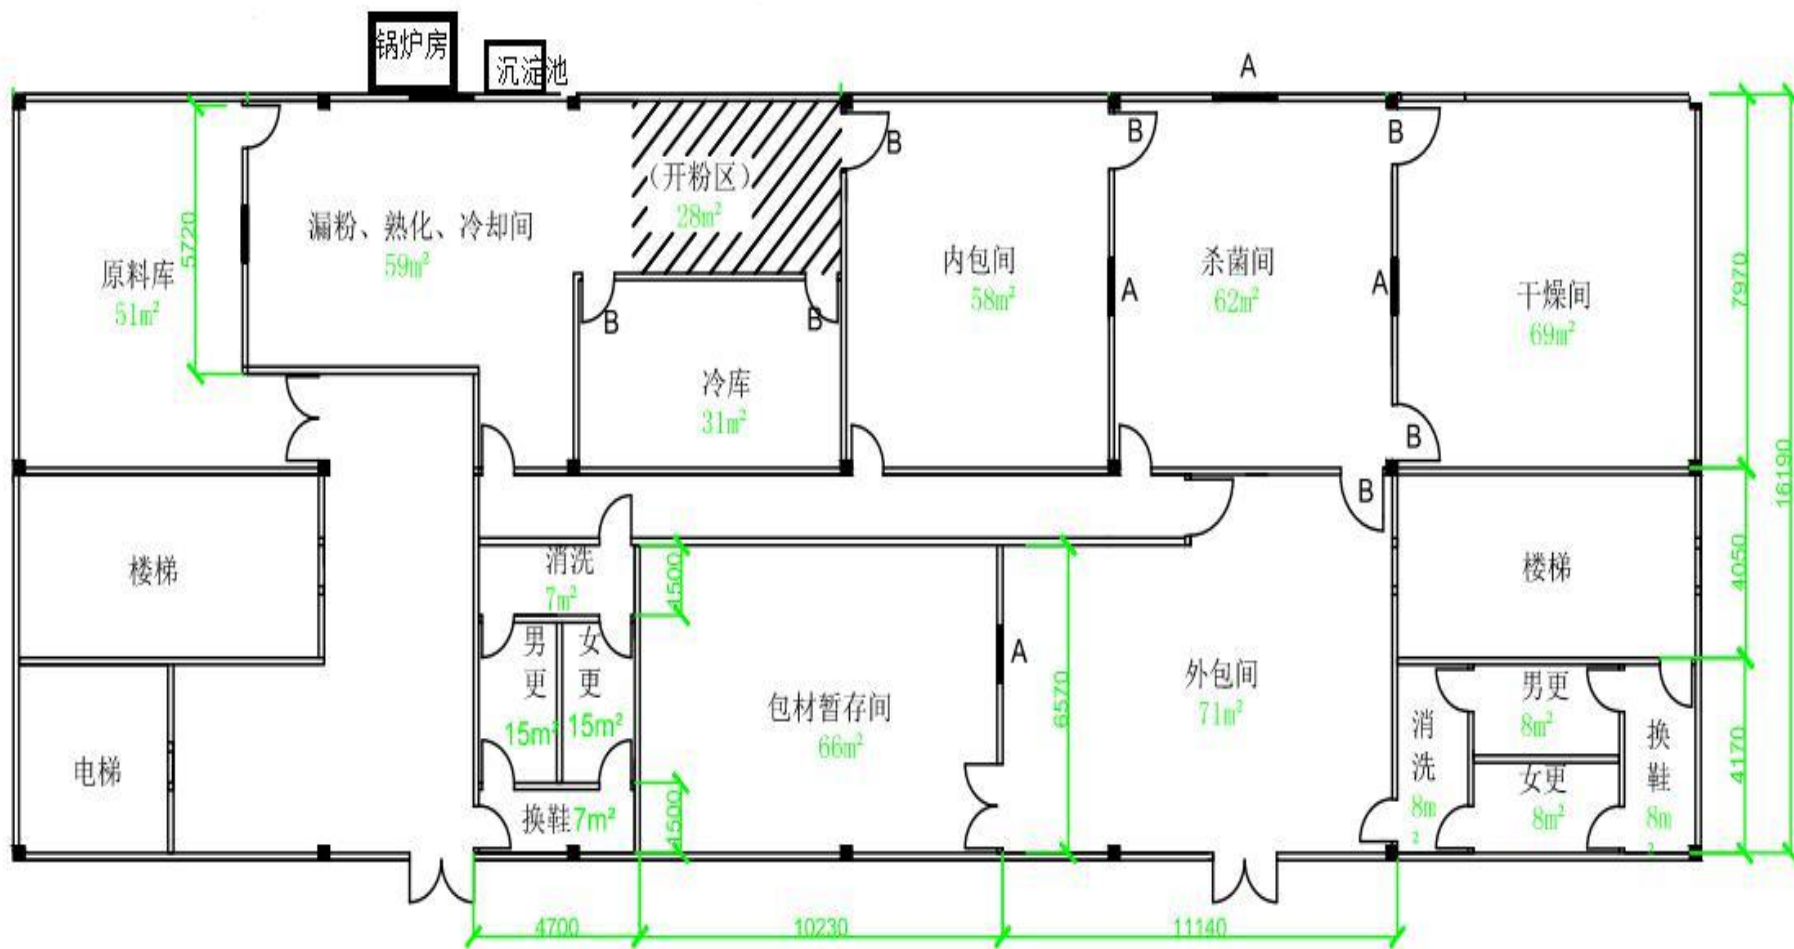 锅炉房
沉淀池
A
B
B
B
(开粉区)
28m²
漏粉、熟化、冷却间
59m²
5720
原料库
51m²
内包间
58m²
A
杀菌间
62m²
A
干燥间
69m²
7970
B
B
冷库
31m²
B
B
16190
楼梯
消洗
7m²
1500
楼梯
4050
男更
15m²
女更
15m²
A
6570
包材暂存间
66m²
外包间
71m²
男更
8m²
消洗
8m²
换鞋
8m²
女更
8m²
4170
电梯
换鞋7m²
1500
4700
10230
11140